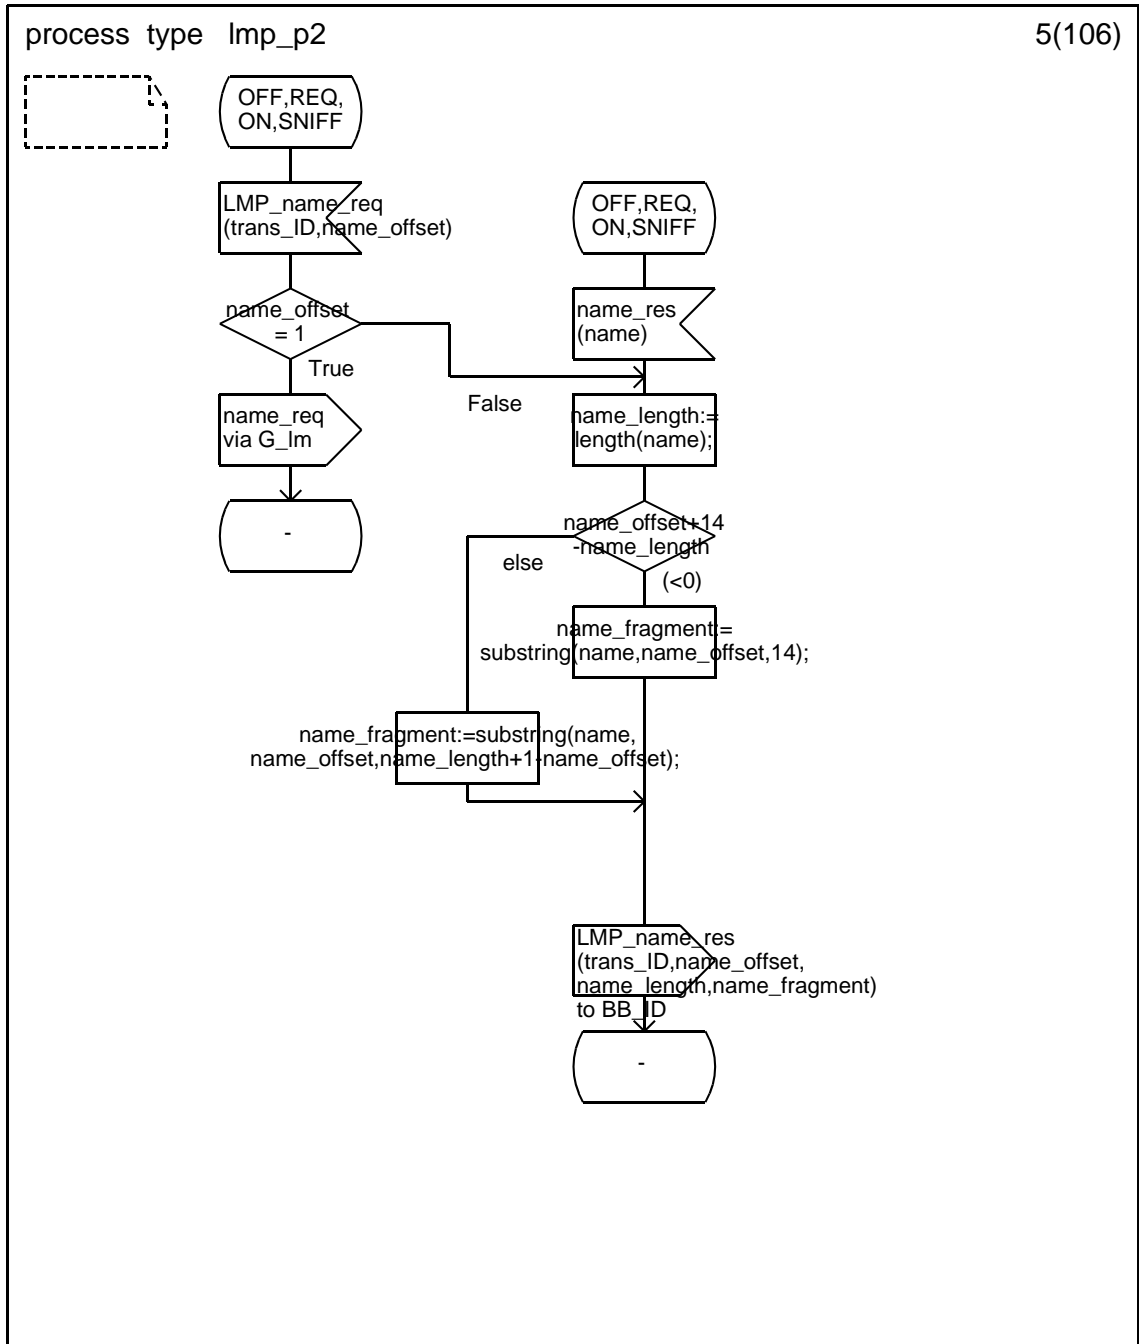 process type lmp_p2
5(106)
OFF,REQ,
ON,SNIFF
LMP_name_req
(trans_ID,name_offset)
name_offset
= 1
True
False
name_req
via G_lm
-
OFF,REQ,
ON,SNIFF
name_res
(name)
name_length:=
length(name);
name_offset+14
-name_length
else
(<0)
name_fragment:=
substring(name,name_offset,14);
name_fragment:=substring(name,
name_offset,name_length+1-name_offset);
LMP_name_res
(trans_ID,name_offset,
name_length,name_fragment)
to BB_ID
-